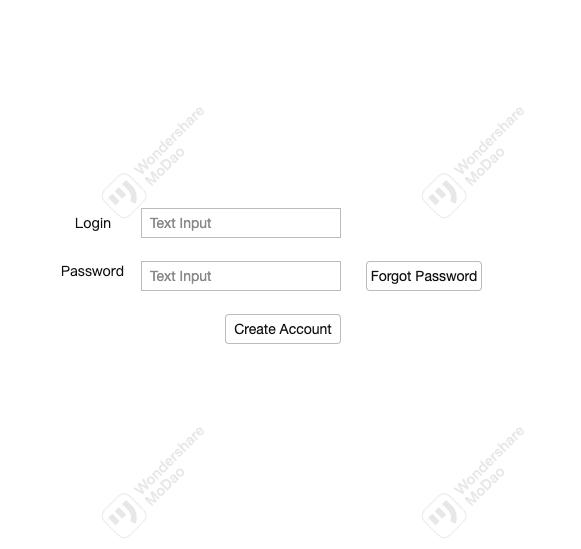 Wondershare
MoDao
Wondershare
MoDao
Login
Text Input
Password
Text Input
Forgot Password
Create Account
Wondershare
MoDao
Wondershare
MoDao